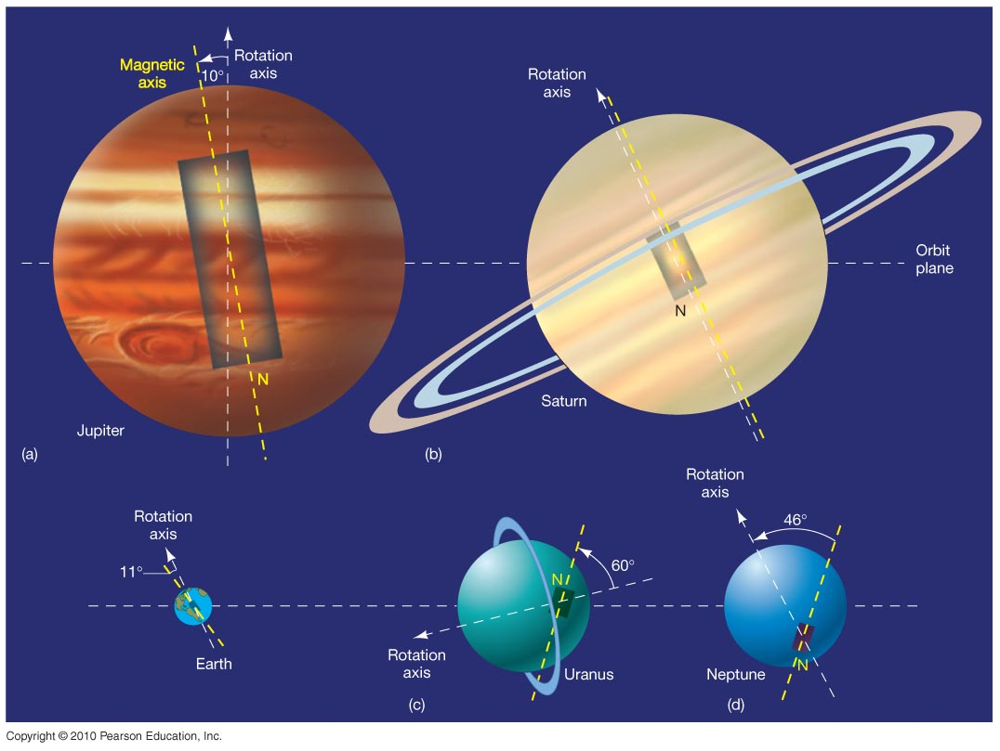 Magnetic
axis
10°
Rotation
axis
N
Jupiter
(a)
Rotation
axis
N
Saturn
(b)
Orbit
plane
Rotation
axis
11°
Earth
N
60°
Rotation
axis
Uranus
(c)
Rotation
axis
46°
N
Neptune
(d)
Copyright © 2010 Pearson Education, Inc.